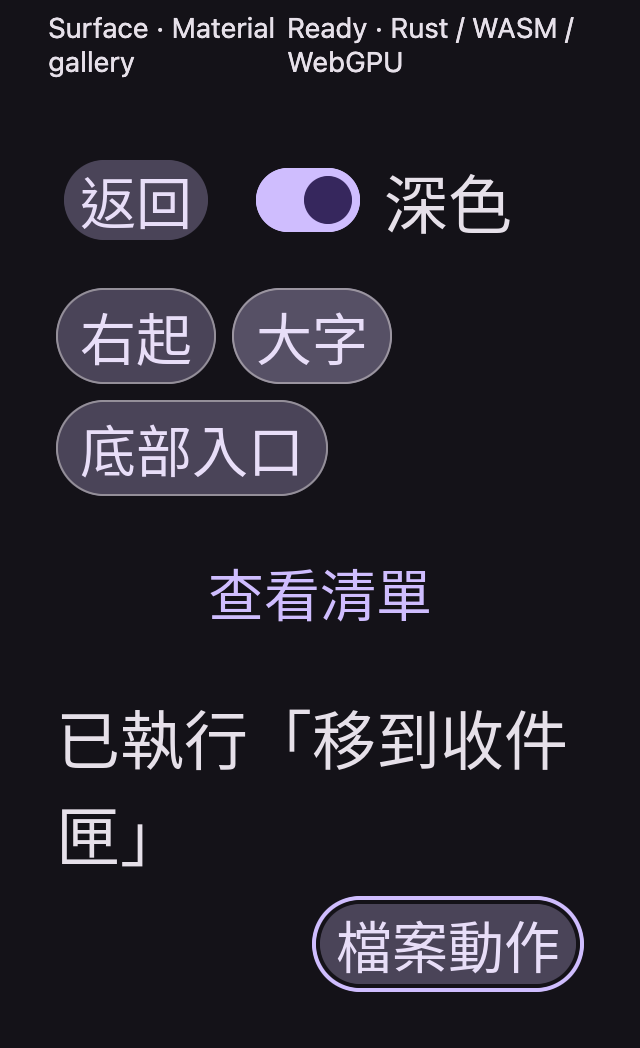 Surface · Material gallery
Ready · Rust / WASM / WebGPU
返回
深色
右起
大字
底部入口
查看清單
已執行「移到收件
匣」
檔案動作